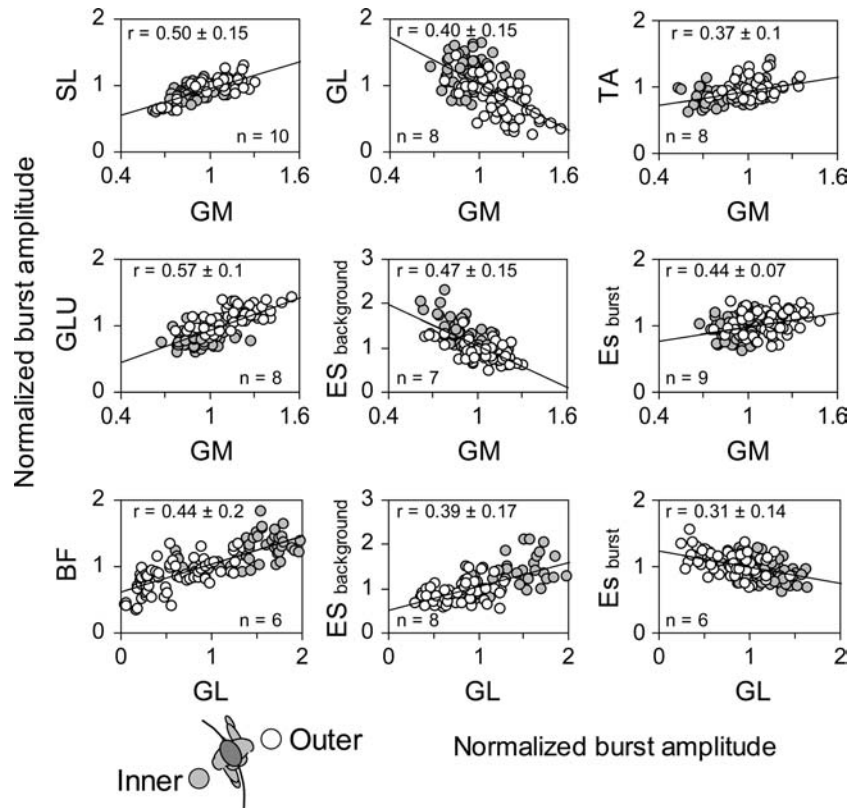 Normalized burst amplitude
SL
2
1
0
r = 0.50 ± 0.15
n = 10
0.4
1
1.6
GM
GL
2
1
0
r = 0.40 ± 0.15
n = 8
0.4
1
1.6
GM
TA
2
1
0
r = 0.37 ± 0.1
n = 8
0.4
1
1.6
GM
GLU
2
1
0
r = 0.57 ± 0.1
n = 8
0.4
1
1.6
GM
ES background
3
2
1
0
r = 0.47 ± 0.15
n = 7
0.4
1
1.6
GM
Es burst
2
1
0
r = 0.44 ± 0.07
n = 9
0.4
1
1.6
GM
BF
2
1
0
r = 0.44 ± 0.2
n = 6
0
1
2
GL
ES background
3
2
1
0
r = 0.39 ± 0.17
n = 8
0
1
2
GL
Es burst
2
1
0
r = 0.31 ± 0.14
n = 6
0
1
2
GL
Outer
Inner
Normalized burst amplitude